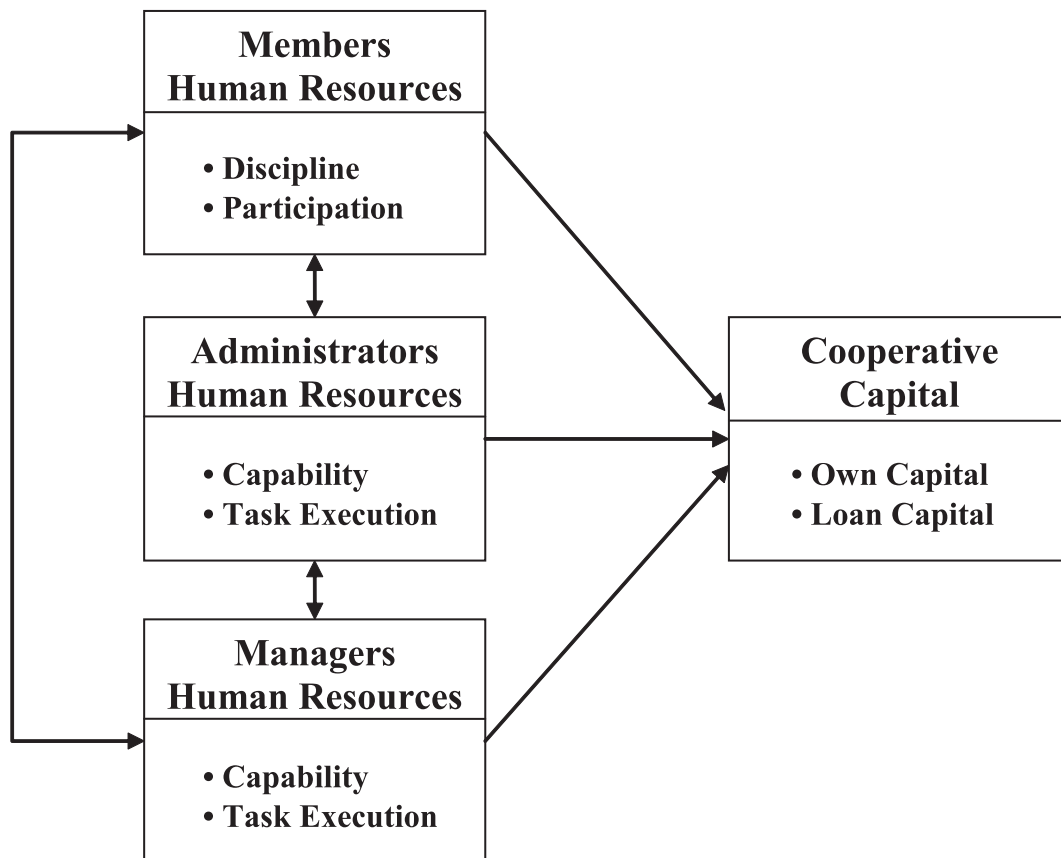 Members
Human Resources
• Discipline
• Participation
Administrators
Human Resources
• Capability
• Task Execution
Managers
Human Resources
• Capability
• Task Execution
Cooperative
Capital
• Own Capital
• Loan Capital